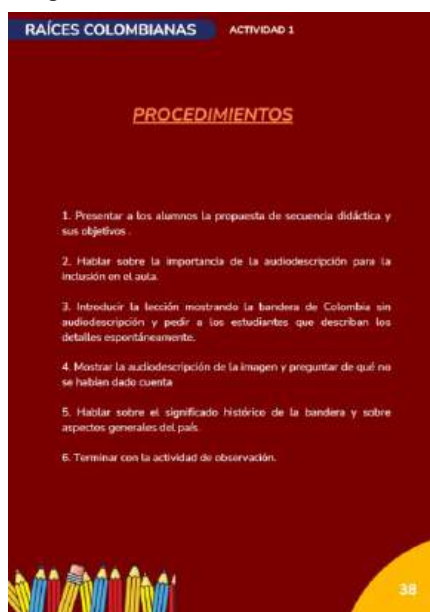 RAÍCES COLOMBIANAS
ACTIVIDAD 1
PROCEDIMIENTOS
1. Presentar a los alumnos la propuesta de secuencia didáctica y
sus objetivos .
2. Hablar sobre la importancia de la audiodescripción para la
inclusión en el aula.
3. Introducir la lección mostrando la bandera de Colombia sin
audiodescripción y pedir a los estudiantes que describan los
detalles espontáneamente.
4. Mostrar la audiodescripción de la imagen y preguntar de qué no
se habían dado cuenta
5. Hablar sobre el significado histórico de la bandera y sobre
aspectos generales del país.
6. Terminar con la actividad de observación.
38